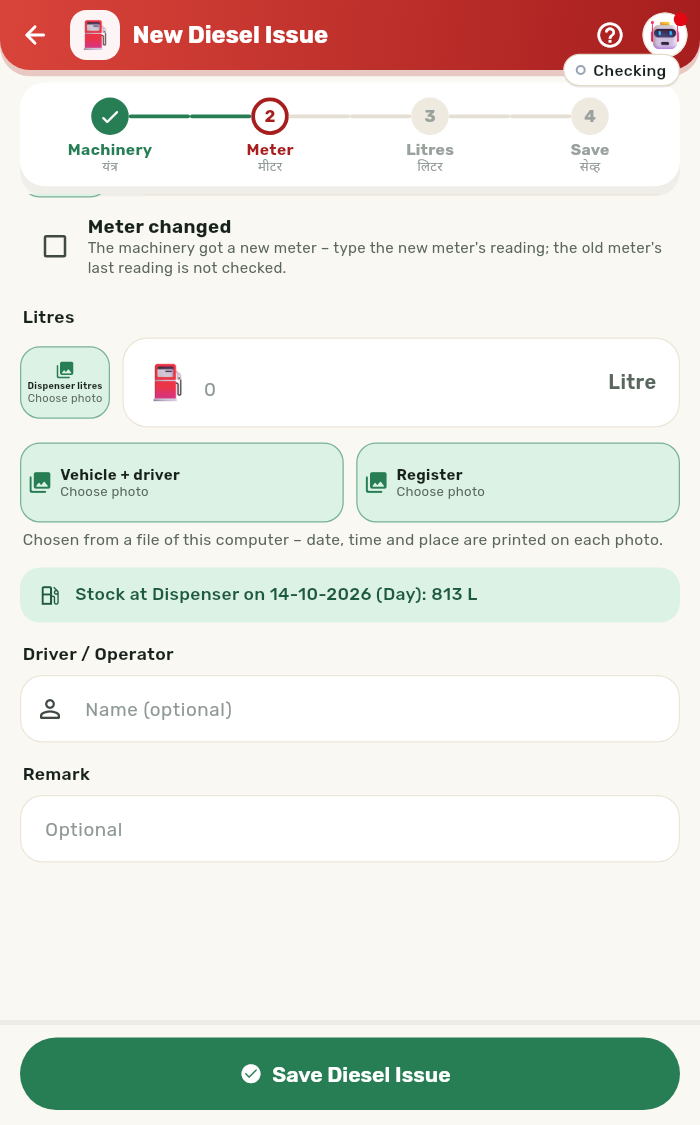 New Diesel Issue
Checking
2
3
4
Machinery
Meter
Litres
Save
यंत्र
मीटर
लिटर
सेव्ह
Meter changed
The machinery got a new meter – type the new meter's reading; the old meter's
last reading is not checked.
Litres
Dispenser litres
Choose photo
0
Litre
Vehicle + driver
Choose photo
Register
Choose photo
Chosen from a file of this computer – date, time and place are printed on each photo.
Stock at Dispenser on 14-10-2026 (Day): 813 L
Driver / Operator
Name (optional)
Remark
Optional
Save Diesel Issue